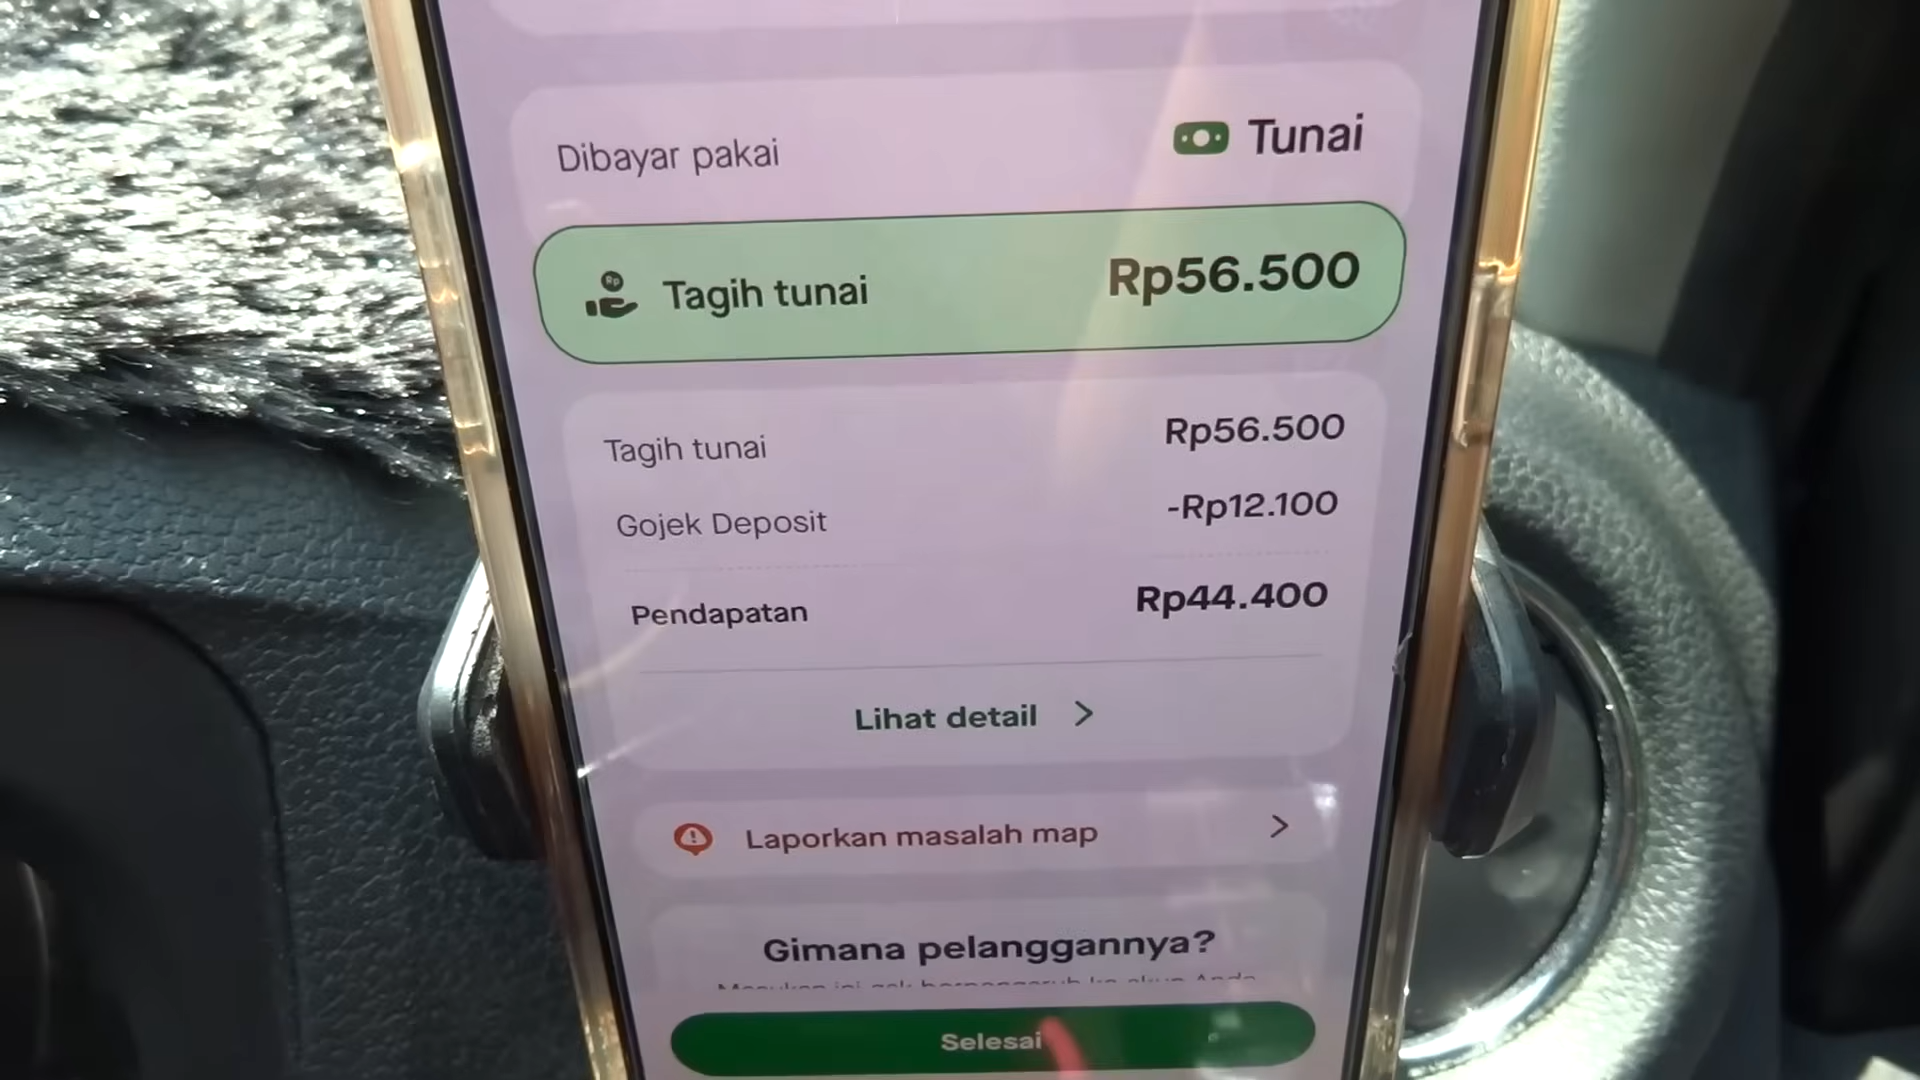 Dibayar pakai Tunai
Rp Tagih tunai Rp56.500
Tagih tunai Rp56.500
Gojek Deposit -Rp12.100
Pendapatan Rp44.400
Lihat detail >
Laporkan masalah map >
Gimana pelanggannya?
Selesai